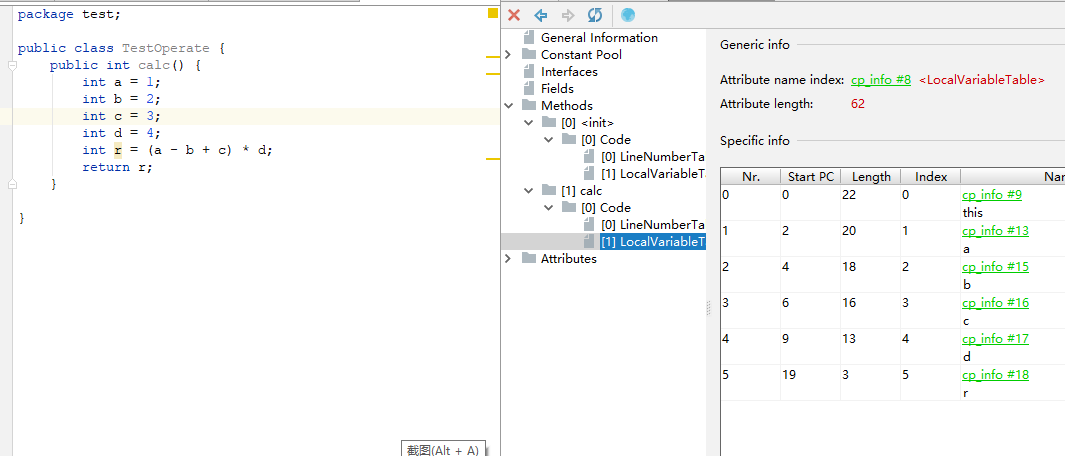 package test;
public class TestOperate {
public int calc() {
int a = 1;
int b = 2;
int c = 3;
int d = 4;
int r = (a - b + c) * d;
return r;
}
}
截图(Alt + A)
General Information
Constant Pool
Interfaces
Fields
Methods
[0] <init>
[0] Code
[0] LineNumberTa
[1] LocalVariableT
[1] calc
[0] Code
[0] LineNumberTa
[1] LocalVariableT
Attributes
Generic info
Attribute name index: cp_info #8 <LocalVariableTable>
Attribute length: 62
Specific info
Nr. Start PC Length Index Nar
0 0 22 0 cp_info #9
this
1 2 20 1 cp_info #13
a
2 4 18 2 cp_info #15
b
3 6 16 3 cp_info #16
c
4 9 13 4 cp_info #17
d
5 19 3 5 cp_info #18
r